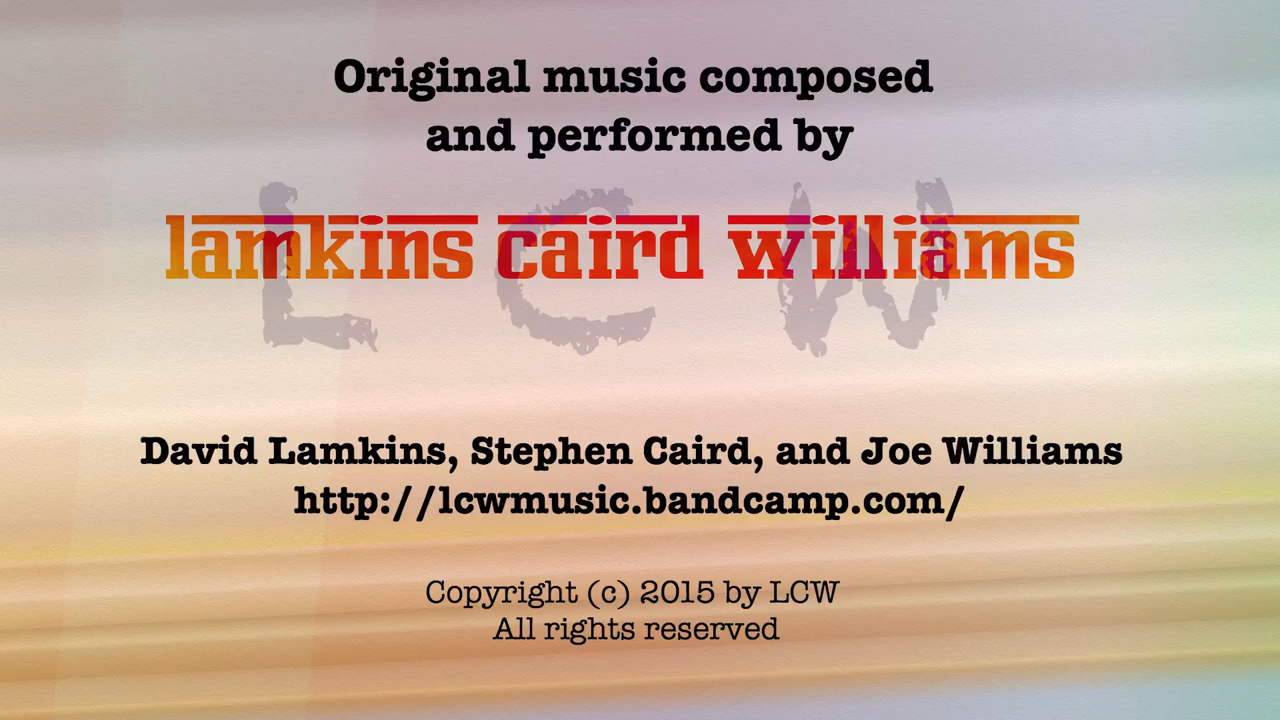 Original music composed
and performed by
L C W
lamkins caird williams
David Lamkins, Stephen Caird, and Joe Williams
http://lcwmusic.bandcamp.com/
Copyright (c) 2015 by LCW
All rights reserved